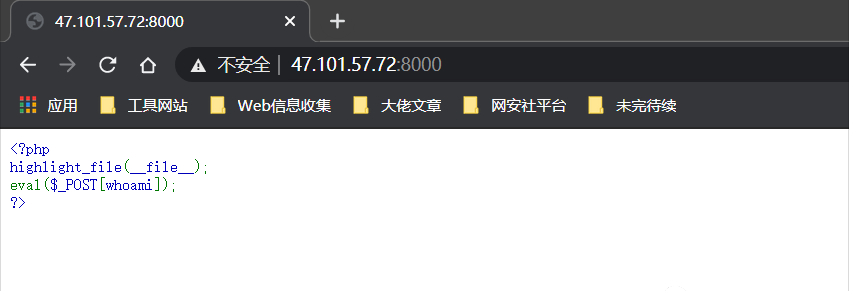 47.101.57.72:8000
不安全 | 47.101.57.72:8000
应用 工具网站 Web信息收集 大佬文章 网安社平台 未完待续
<?php
highlight_file(__file__);
eval($_POST[whoami]);
?>